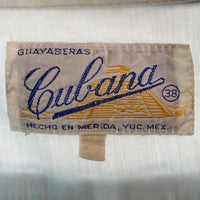 GUAYABERAS
Cubana
38
HECHO EN MERIDA, YUC. MEX.